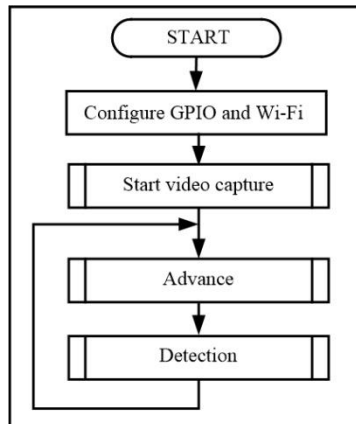 START
Configure GPIO and Wi-Fi
Start video capture
Advance
Detection